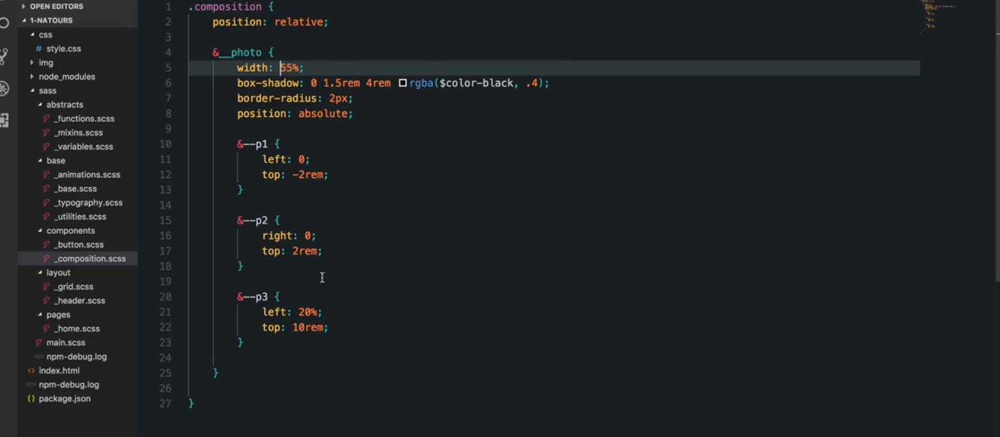 OPEN EDITORS
1-NATOURS
css
# style.css
img
node_modules
sass
abstracts
_functions.scss
_mixins.scss
_variables.scss
base
_animations.scss
_base.scss
_typography.scss
_utilities.scss
components
_button.scss
_composition.scss
layout
_grid.scss
_header.scss
pages
_home.scss
main.scss
npm-debug.log
index.html
npm-debug.log
package.json
1 .composition {
2 position: relative;
3
4 &__photo {
5 width: 55%;
6 box-shadow: 0 1.5rem 4rem rgba($color-black, .4);
7 border-radius: 2px;
8 position: absolute;
9
10 &--p1 {
11 left: 0;
12 top: -2rem;
13 }
14
15 &--p2 {
16 right: 0;
17 top: 2rem;
18 }
19
20 &--p3 {
21 left: 20%;
22 top: 10rem;
23 }
24
25 }
26
27 }